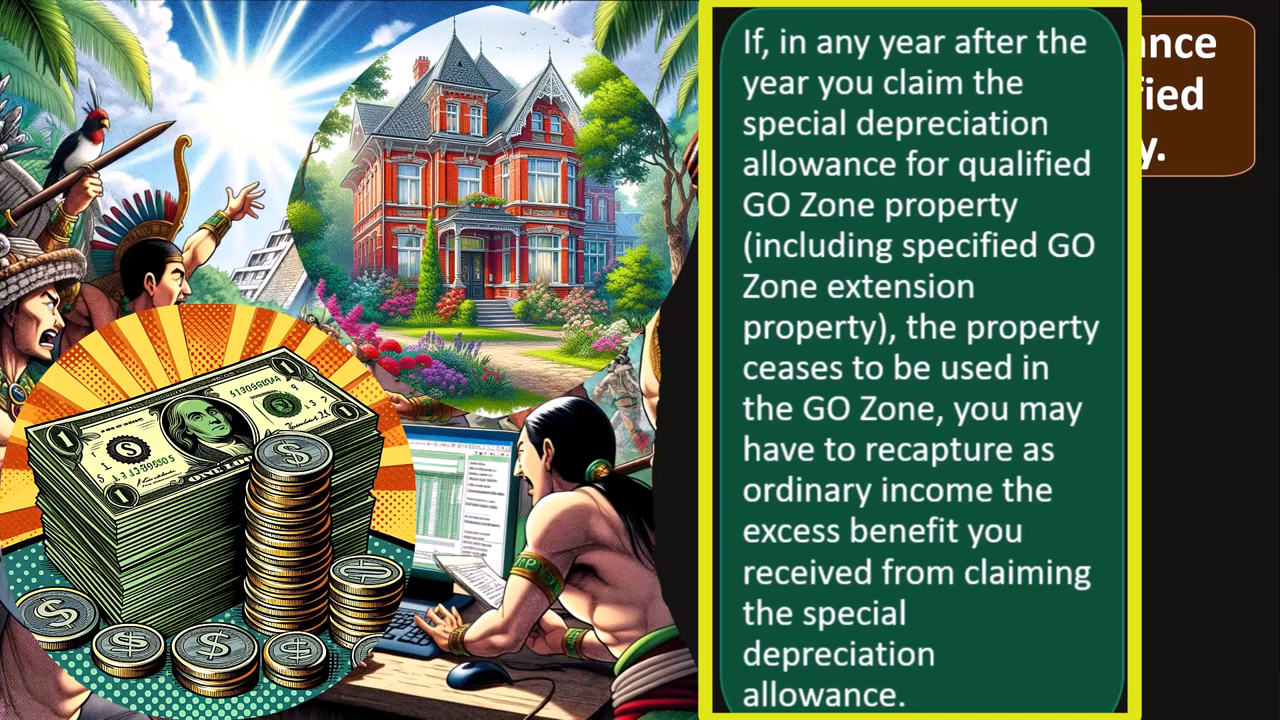 If, in any year after the
year you claim the
special depreciation
allowance for qualified
GO Zone property
(including specified GO
Zone extension
property), the property
ceases to be used in
the GO Zone, you may
have to recapture as
ordinary income the
excess benefit you
received from claiming
the special
depreciation
allowance.